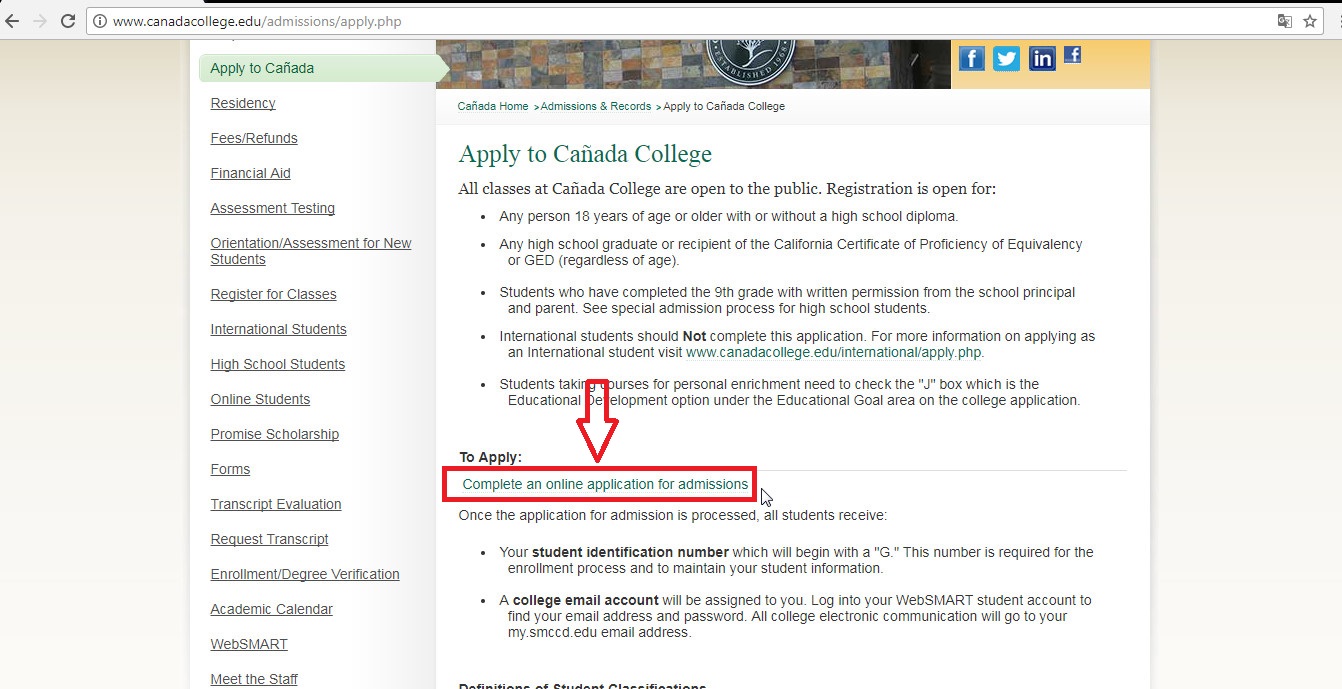 www.canadacollege.edu/admissions/apply.php
Apply to Cañada
Residency
Fees/Refunds
Financial Aid
Assessment Testing
Orientation/Assessment for New
Students
Register for Classes
International Students
High School Students
Online Students
Promise Scholarship
Forms
Transcript Evaluation
Request Transcript
Enrollment/Degree Verification
Academic Calendar
WebSMART
Meet the Staff
ESTABLISHED 1968
Cañada Home > Admissions & Records > Apply to Cañada College
Apply to Cañada College
All classes at Cañada College are open to the public. Registration is open for:
• Any person 18 years of age or older with or without a high school diploma.
• Any high school graduate or recipient of the California Certificate of Proficiency of Equivalency
or GED (regardless of age).
• Students who have completed the 9th grade with written permission from the school principal
and parent. See special admission process for high school students.
• International students should Not complete this application. For more information on applying as
an International student visit www.canadacollege.edu/international/apply.php.
• Students taking courses for personal enrichment need to check the "J" box which is the
Educational Development option under the Educational Goal area on the college application.
To Apply:
Complete an online application for admissions
Once the application for admission is processed, all students receive:
• Your student identification number which will begin with a "G." This number is required for the
enrollment process and to maintain your student information.
• A college email account will be assigned to you. Log into your WebSMART student account to
find your email address and password. All college electronic communication will go to your
my.smccd.edu email address.
Definitions of Student Classifications